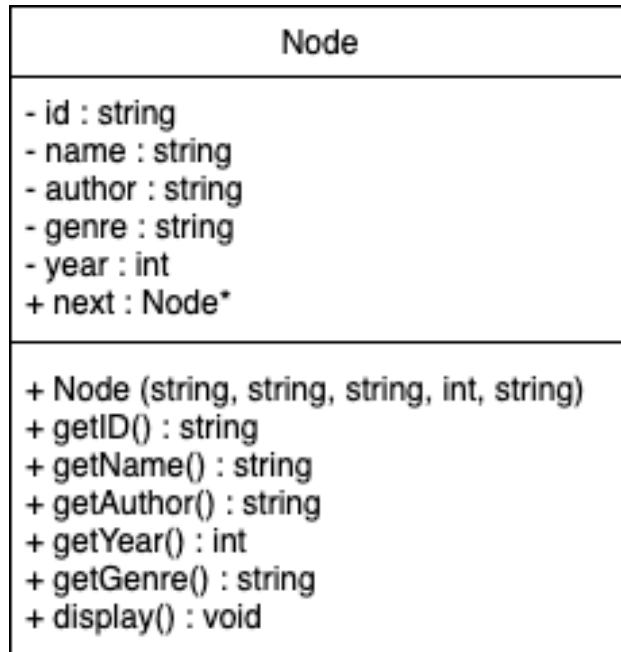 Node
- id : string
- name : string
- author : string
- genre : string
- year : int
+ next : Node*
+ Node (string, string, string, int, string)
+ getID() : string
+ getName() : string
+ getAuthor() : string
+ getYear() : int
+ getGenre() : string
+ display() : void